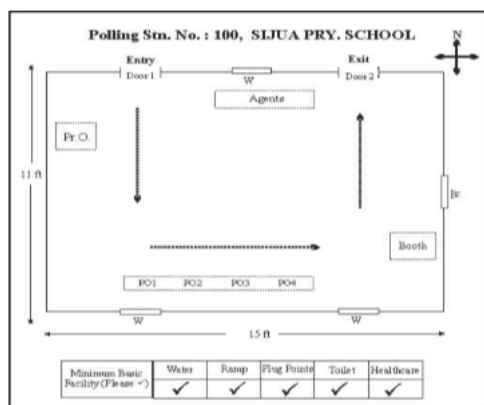 Polling Stn. No. : 100, SIJUA PRY. SCHOOL
N
Entry
Exit
Door 1
W
Door 2
Agents
Pr.O.
11 ft
W
Booth
PO1 PO2 PO3 PO4
W
W
15 ft
Minimum Basic Facility (Please ✓)
Water Ramp Plug Points Toilet Healthcare
✓ ✓ ✓ ✓ ✓